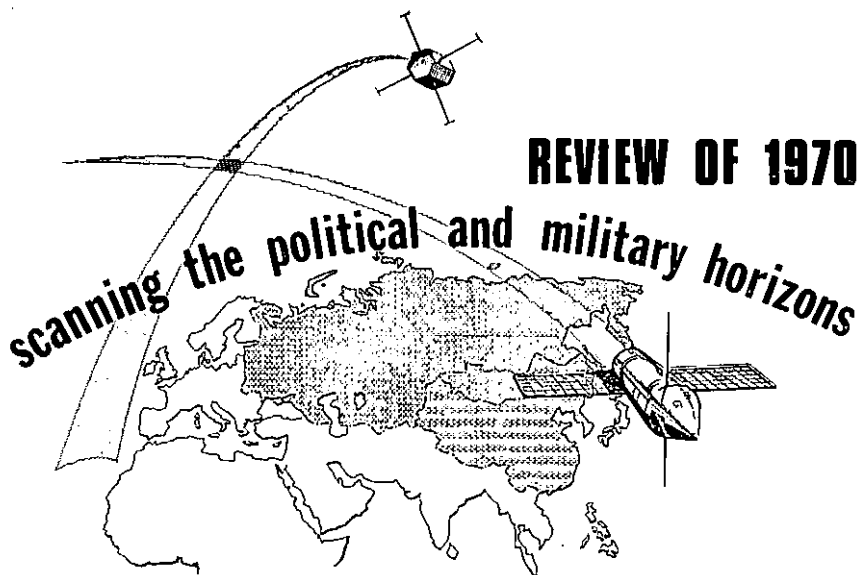 REVIEW OF 1970
scanning the political and military horizons